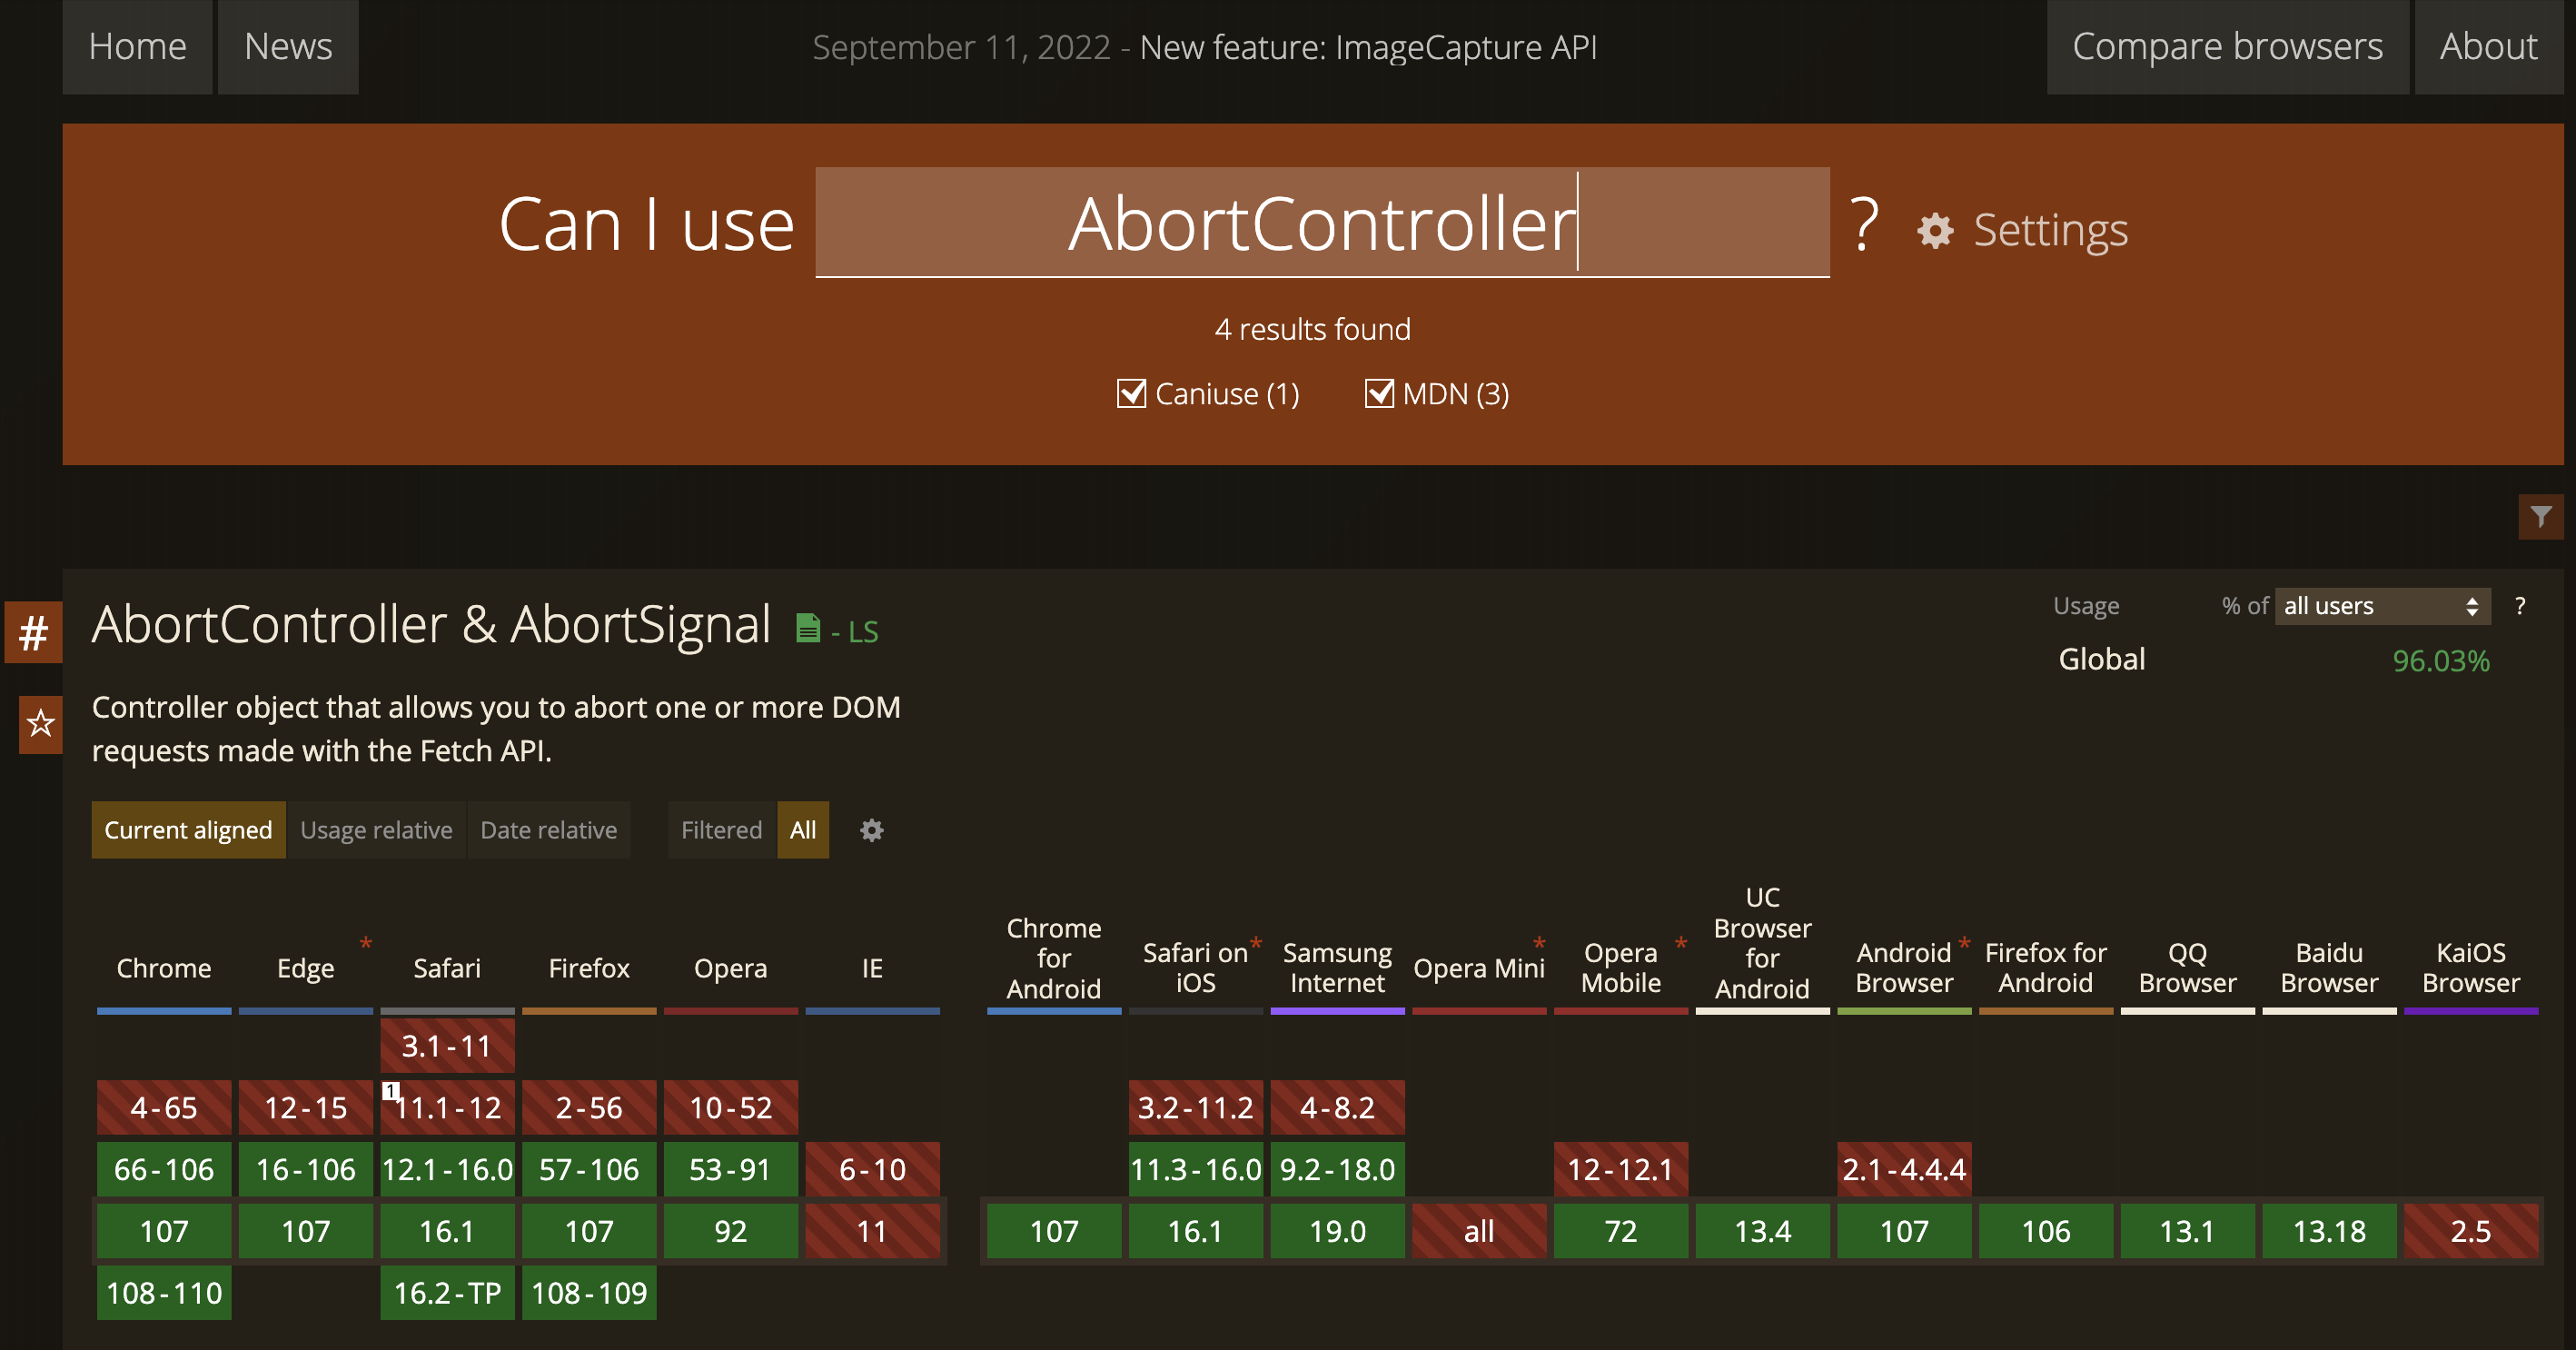 Home
News
September 11, 2022 - New feature: ImageCapture API
Compare browsers
About
Can I use AbortController ? Settings
4 results found
Caniuse (1) MDN (3)
#
AbortController & AbortSignal - LS
Usage % of all users ?
Global 96.03%
Controller object that allows you to abort one or more DOM
requests made with the Fetch API.
Current aligned Usage relative Date relative Filtered All
Chrome Edge * Safari Firefox Opera IE
Chrome for Android
Safari on iOS *
Samsung Internet
Opera Mini *
Opera Mobile *
UC Browser for Android
Android Browser *
Firefox for Android
QQ Browser
Baidu Browser
KaiOS Browser
3.1-11
4-65 12-15 1 11.1-12 2-56 10-52 3.2-11.2 4-8.2
66-106 16-106 12.1-16.0 57-106 53-91 6-10 11.3-16.0 9.2-18.0 12-12.1 2.1-4.4.4
107 107 16.1 107 92 11 107 16.1 19.0 all 72 13.4 107 106 13.1 13.18 2.5
108-110 16.2-TP 108-109